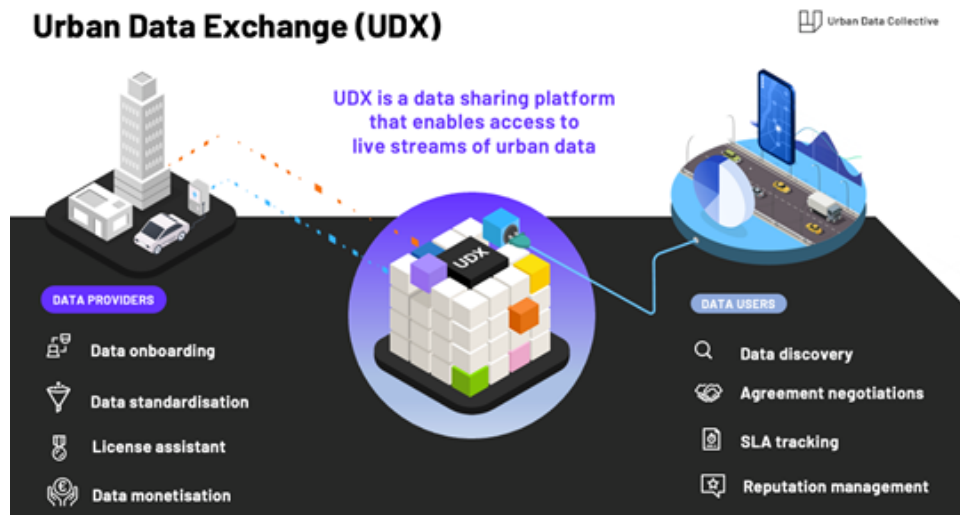 Urban Data Exchange (UDX)
Urban Data Collective
UDX is a data sharing platform
that enables access to
live streams of urban data
UDX
DATA PROVIDERS
Data onboarding
Data standardisation
License assistant
Data monetisation
DATA USERS
Data discovery
Agreement negotiations
SLA tracking
Reputation management